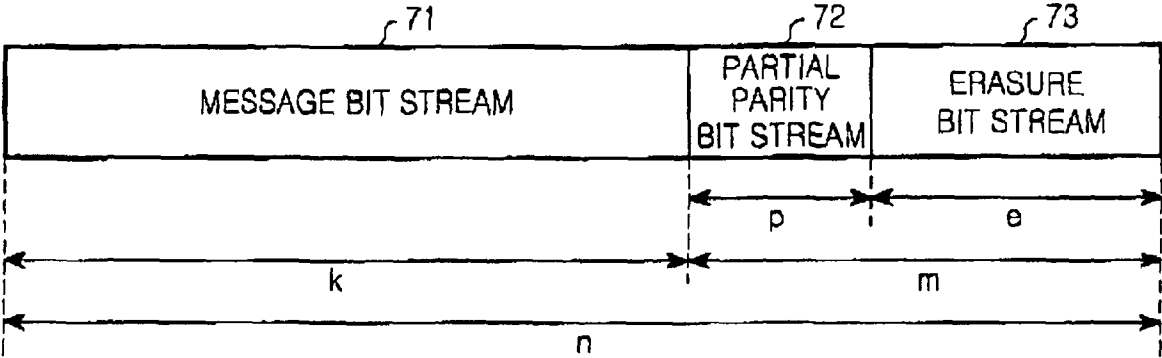 71
72
73
MESSAGE BIT STREAM
PARTIAL
PARITY
BIT STREAM
ERASURE
BIT STREAM
p
e
k
m
n